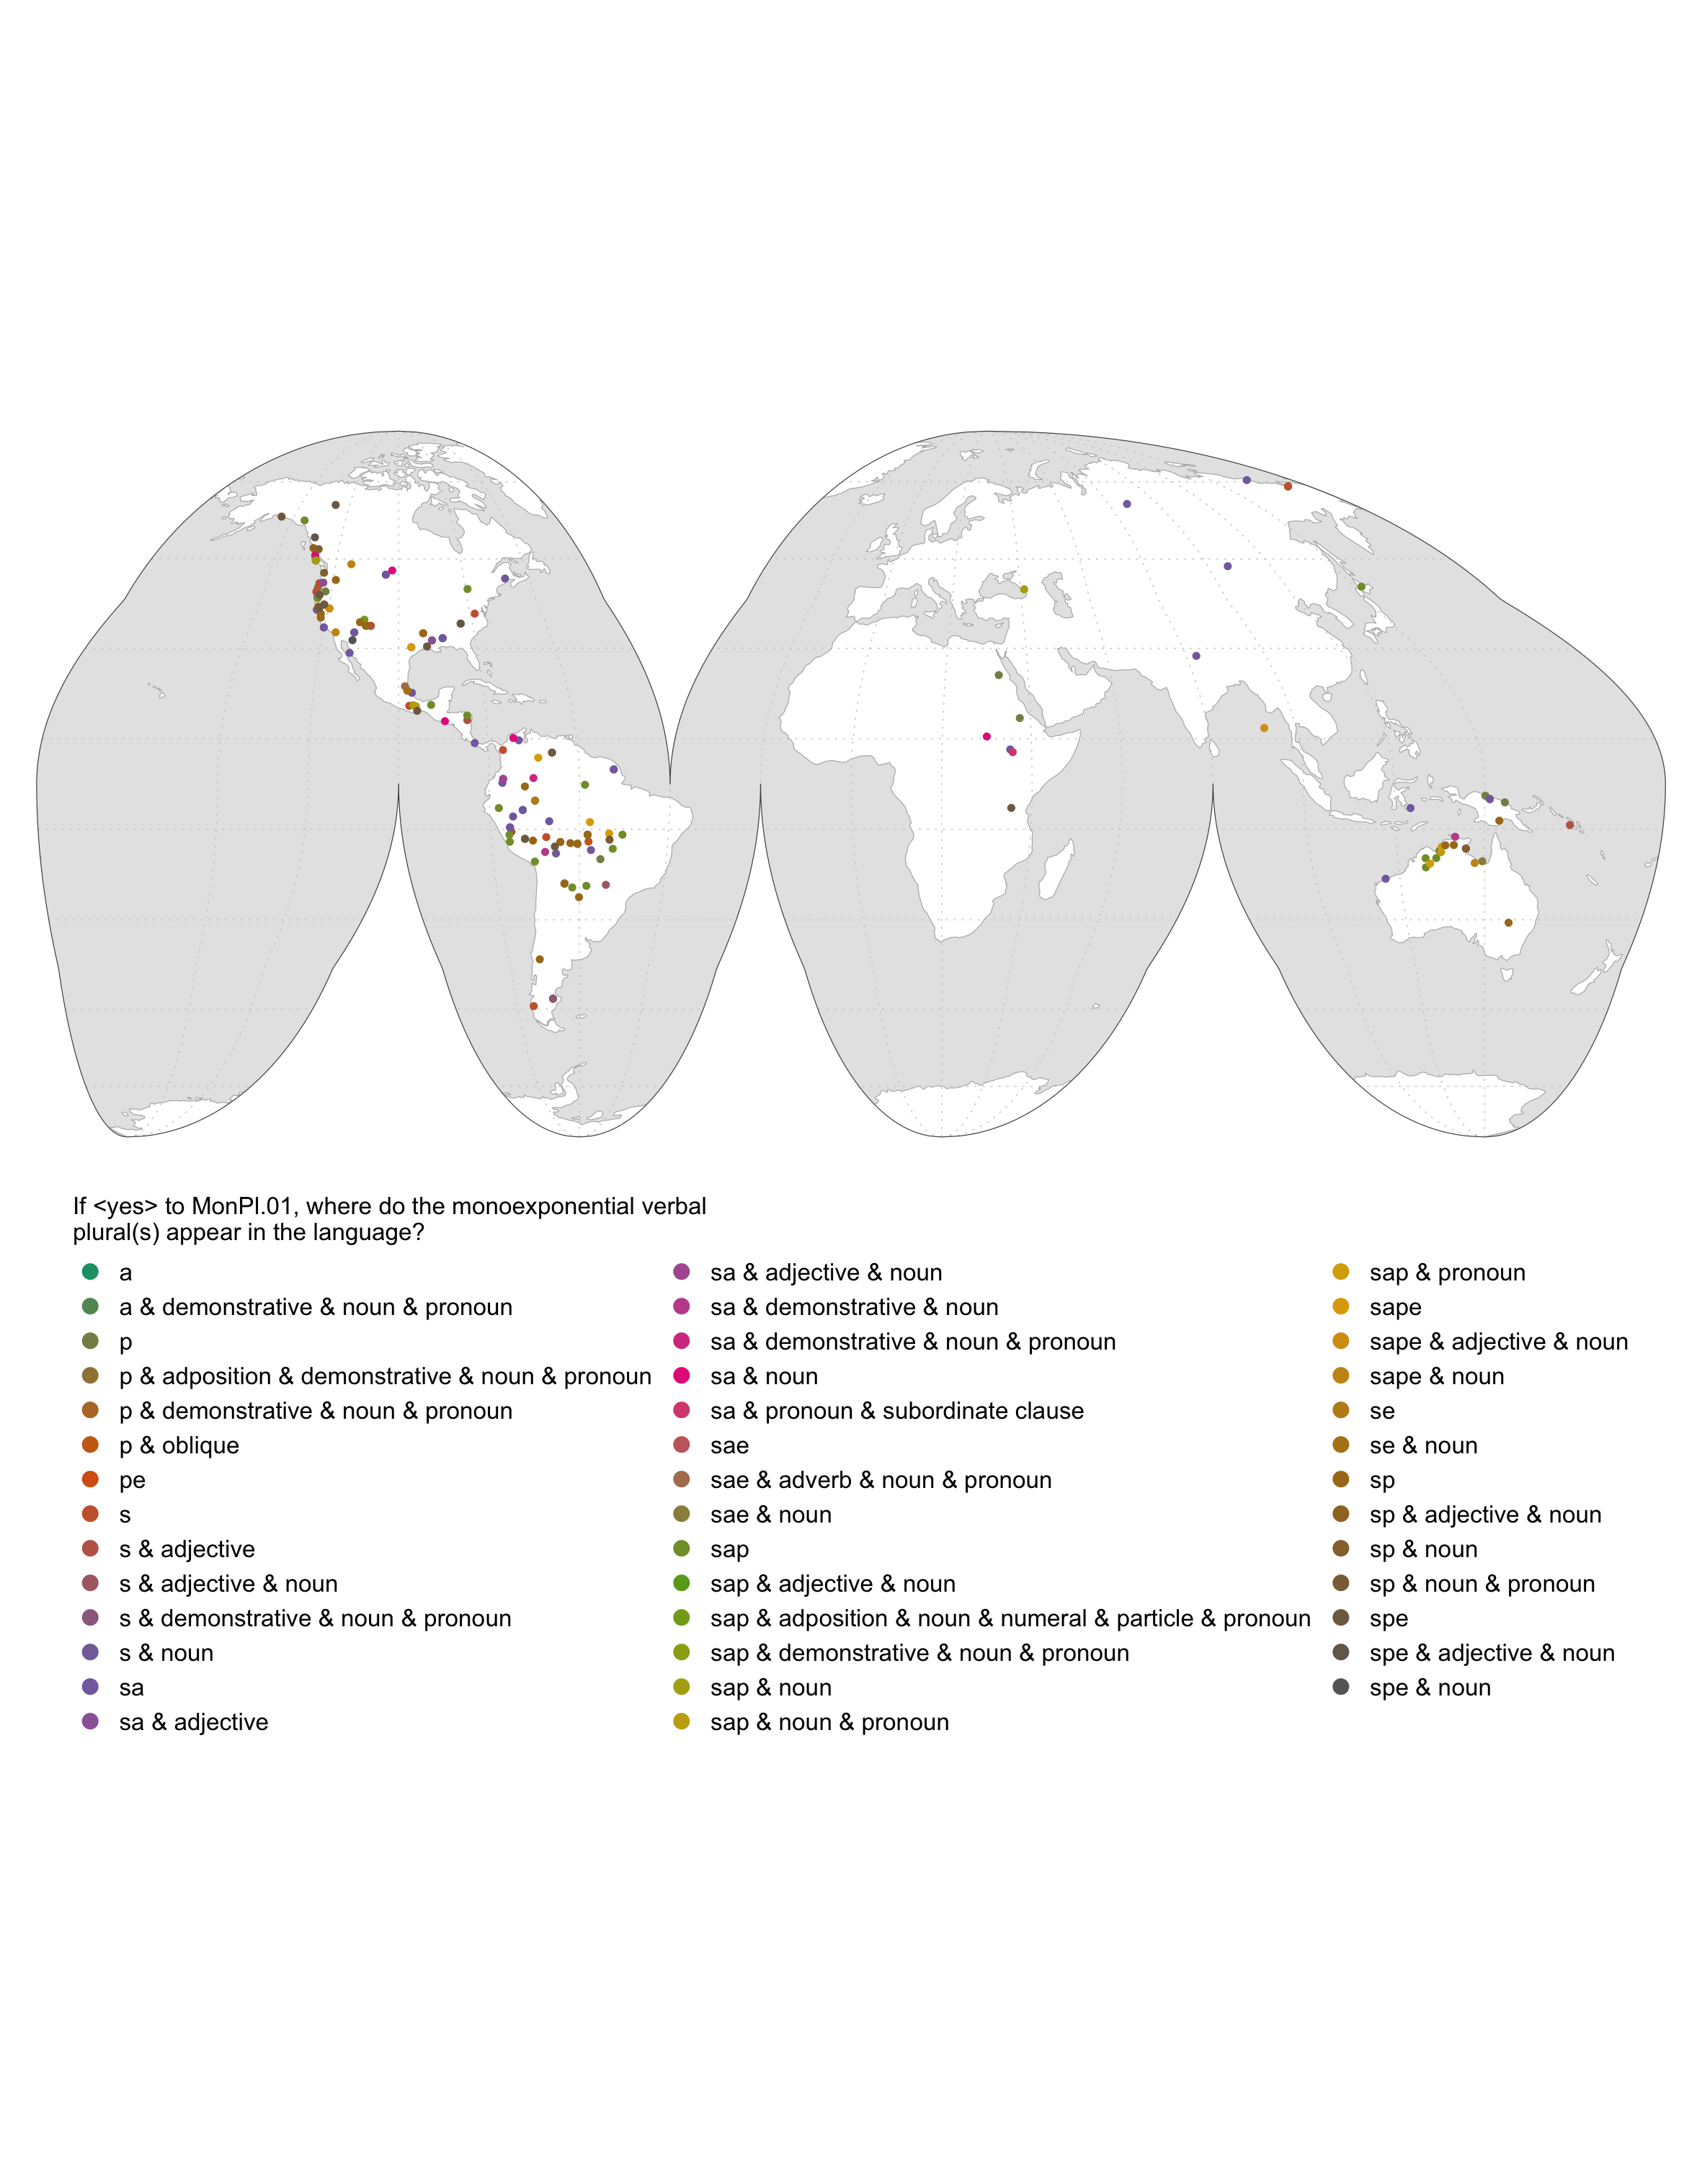 If <yes> to MonPl.01, where do the monoexponential verbal
plural(s) appear in the language?
a
a & demonstrative & noun & pronoun
p
p & adposition & demonstrative & noun & pronoun
p & demonstrative & noun & pronoun
p & oblique
pe
s
s & adjective
s & adjective & noun
s & demonstrative & noun & pronoun
s & noun
sa
sa & adjective
sa & adjective & noun
sa & demonstrative & noun
sa & demonstrative & noun & pronoun
sa & noun
sa & pronoun & subordinate clause
sae
sae & adverb & noun & pronoun
sae & noun
sap
sap & adjective & noun
sap & adposition & noun & numeral & particle & pronoun
sap & demonstrative & noun & pronoun
sap & noun
sap & noun & pronoun
sap & pronoun
sape
sape & adjective & noun
sape & noun
se
se & noun
sp
sp & adjective & noun
sp & noun
sp & noun & pronoun
spe
spe & adjective & noun
spe & noun